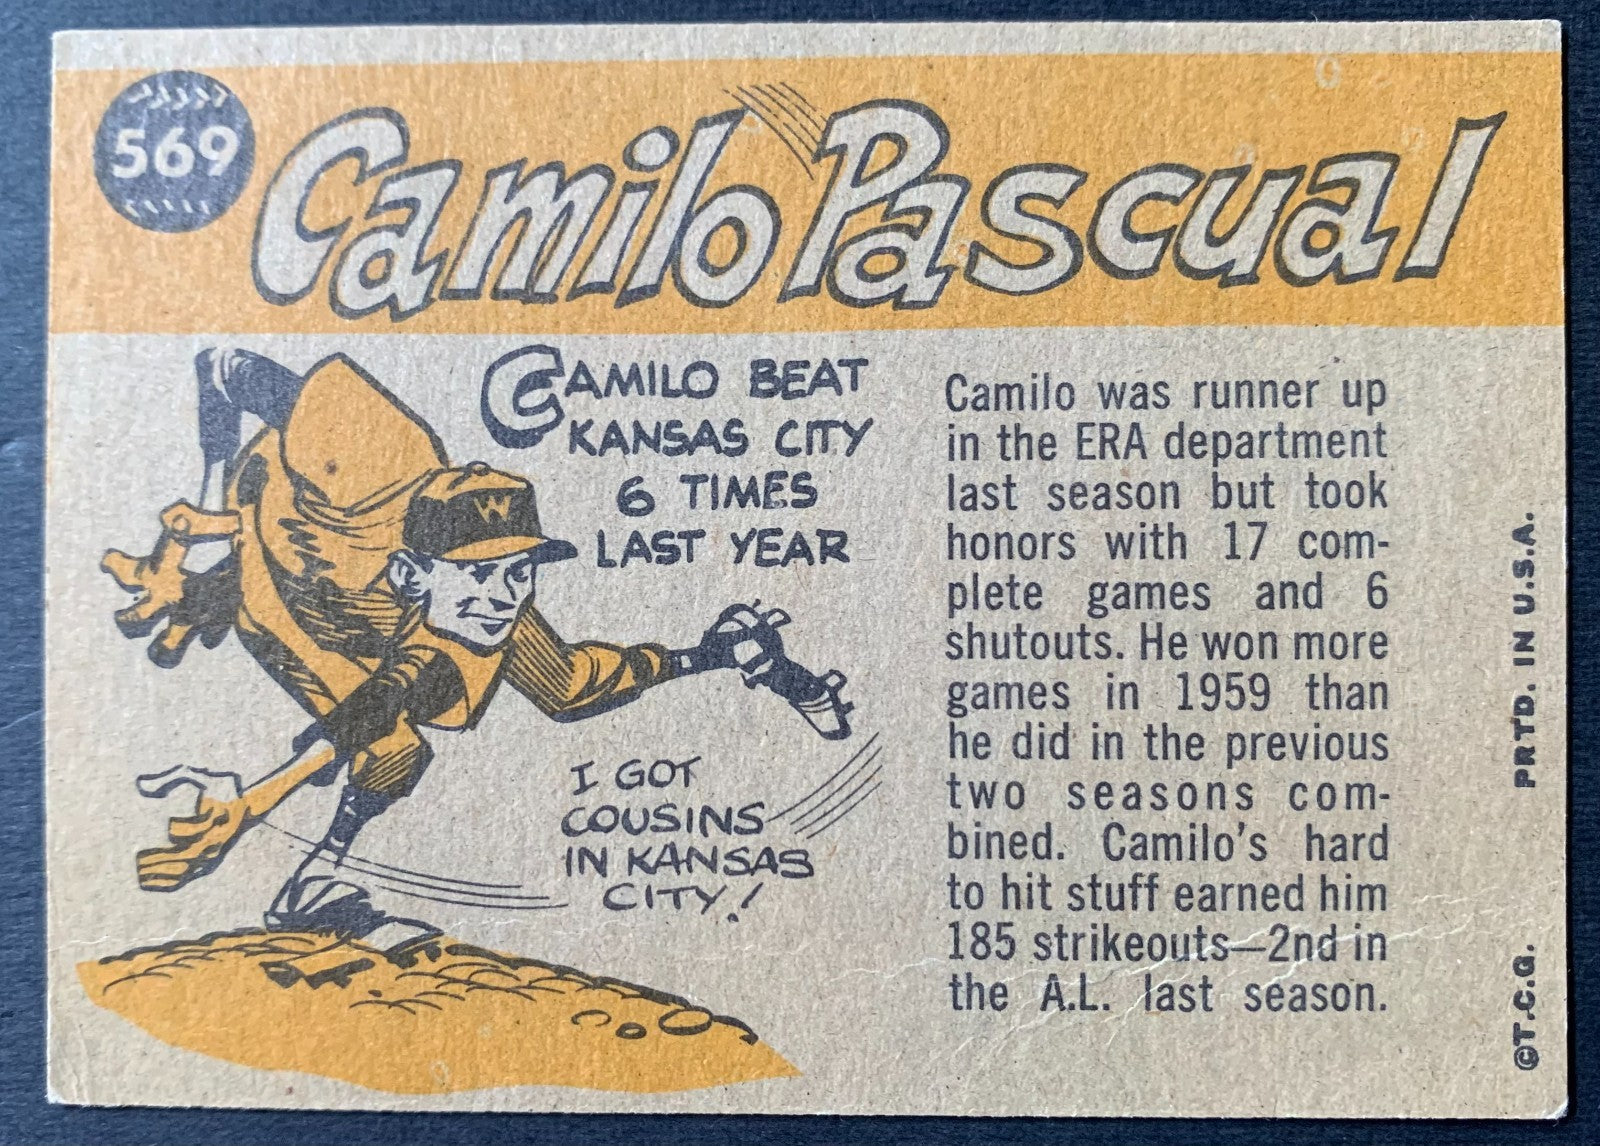 569
Camilo Pascual
CAMILO BEAT
KANSAS CITY
6 TIMES
LAST YEAR
W
I GOT
COUSINS
IN KANSAS
CITY!
Camilo was runner up
in the ERA department
last season but took
honors with 17 com-
plete games and 6
shutouts. He won more
games in 1959 than
he did in the previous
two seasons com-
bined. Camilo's hard
to hit stuff earned him
185 strikeouts—2nd in
the A.L. last season.
©T.C.G. PRTD. IN U.S.A.